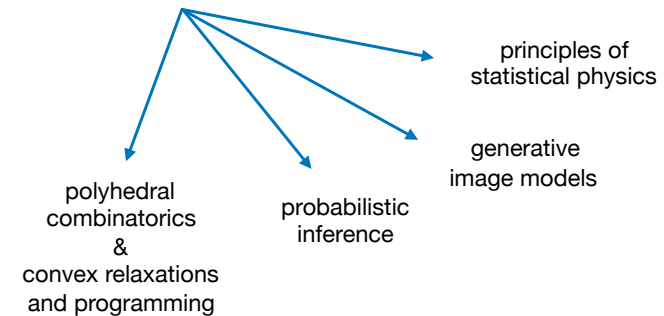 principles of
statistical physics
generative
image models
probabilistic
inference
polyhedral
combinatorics
&
convex relaxations
and programming